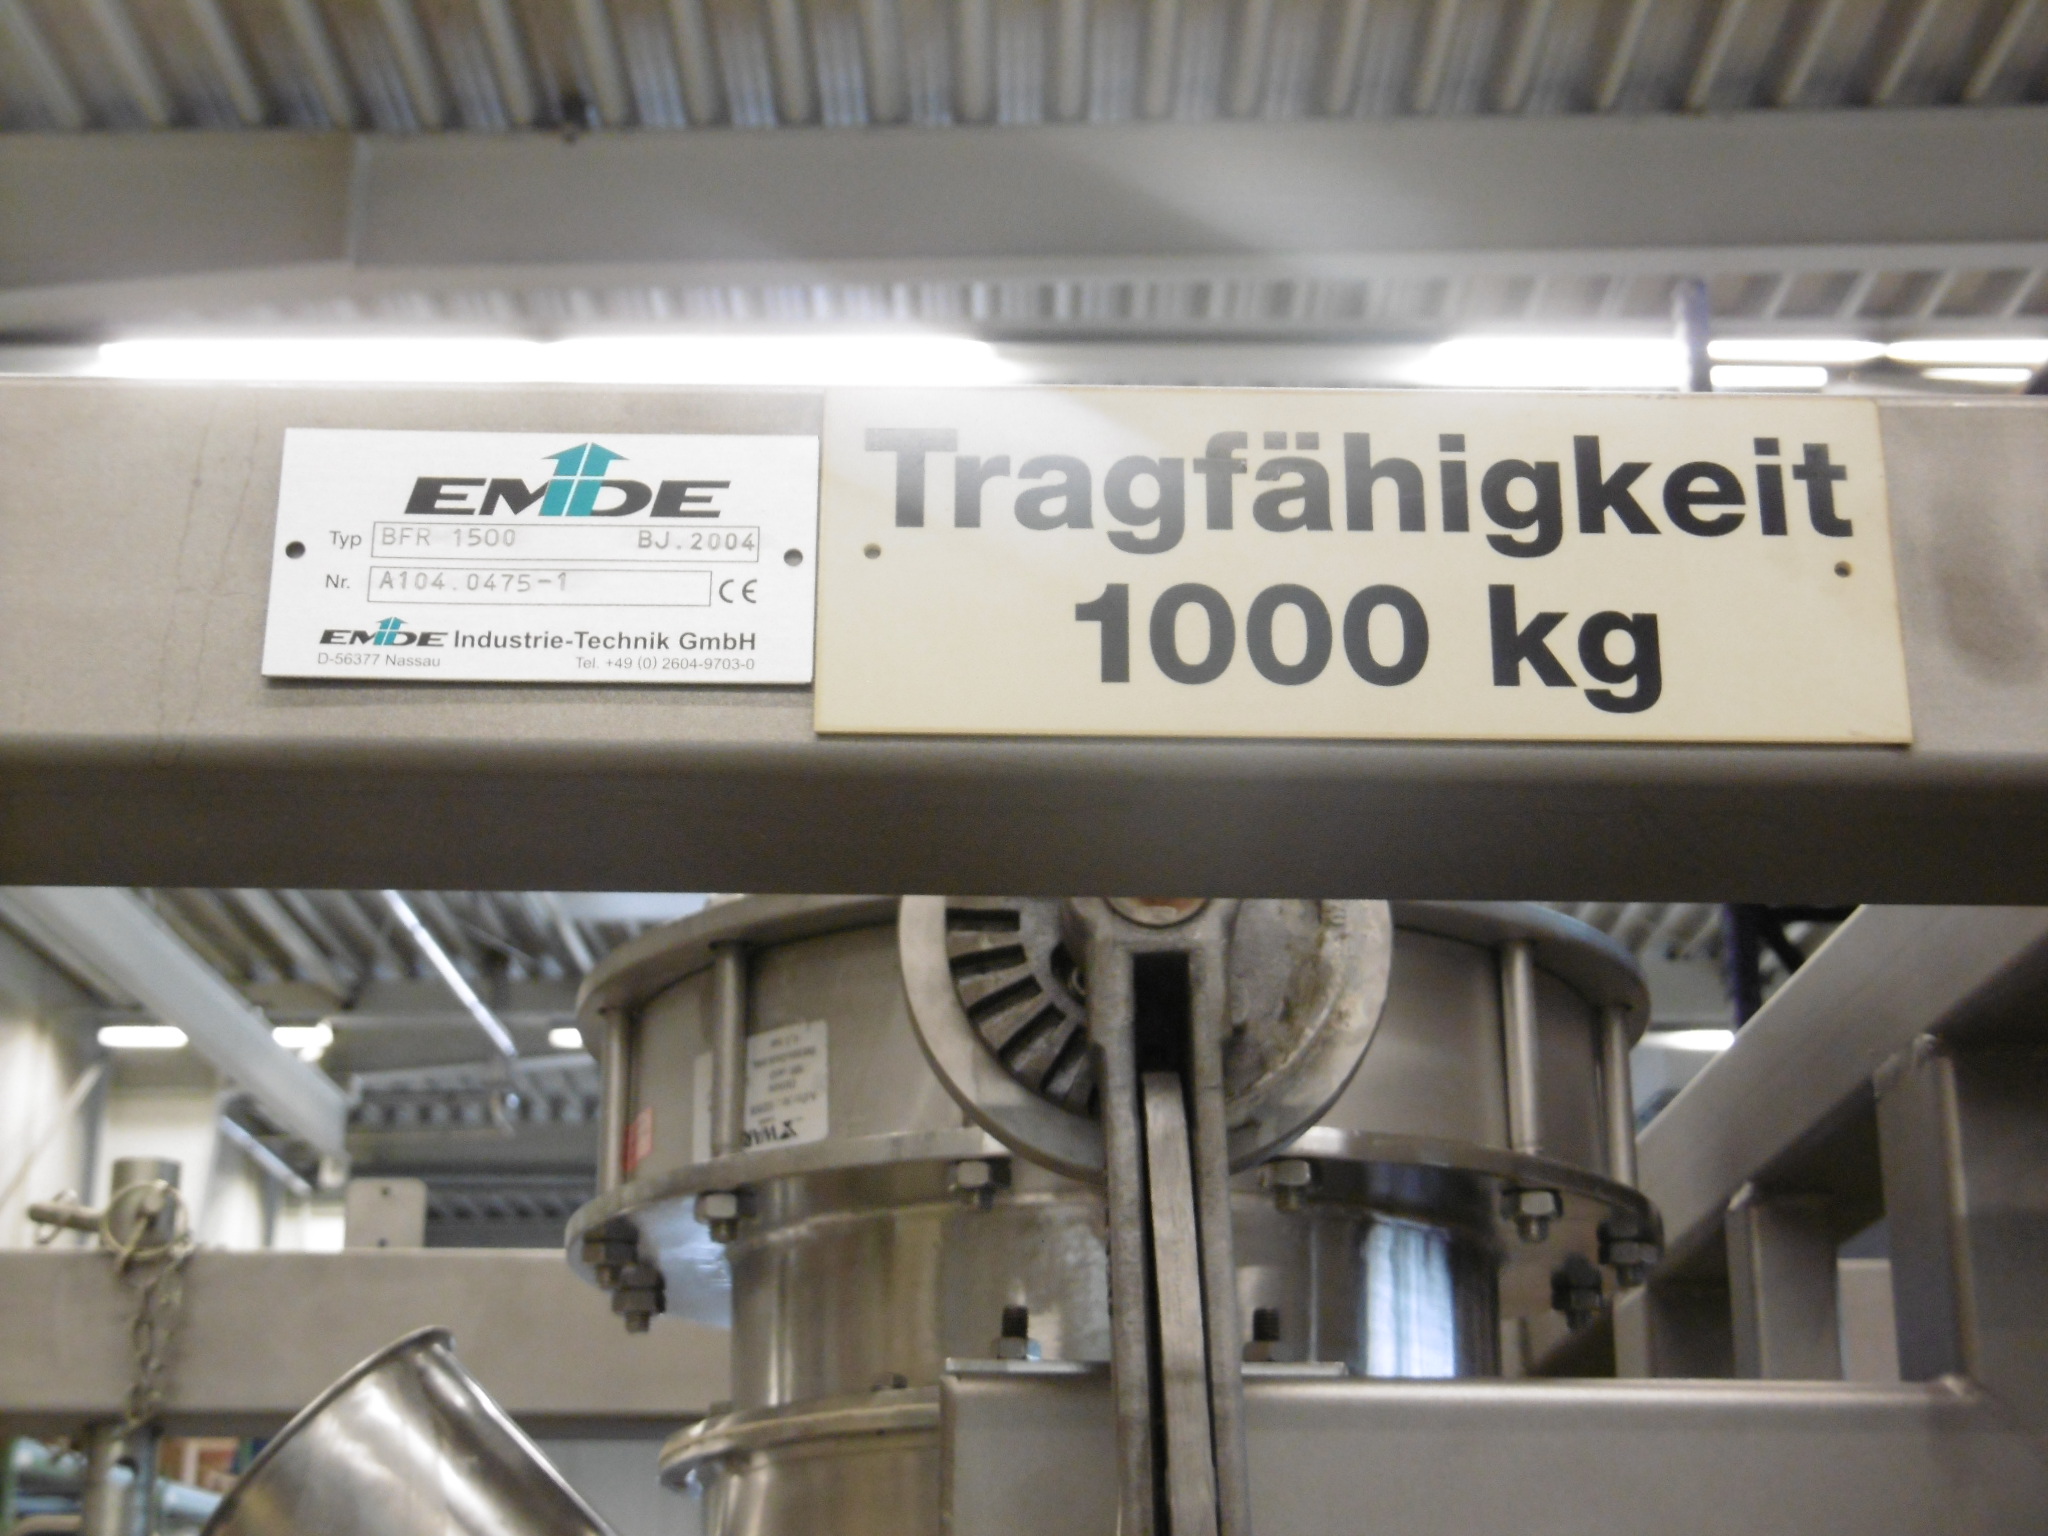 EMDE
Typ BFR 1500 BJ.2004
Nr. A104.0475-1 CE
EMDE Industrie-Technik GmbH
D-56377 Nassau Tel. +49 (0) 2604-9703-0
Tragfähigkeit
1000 kg